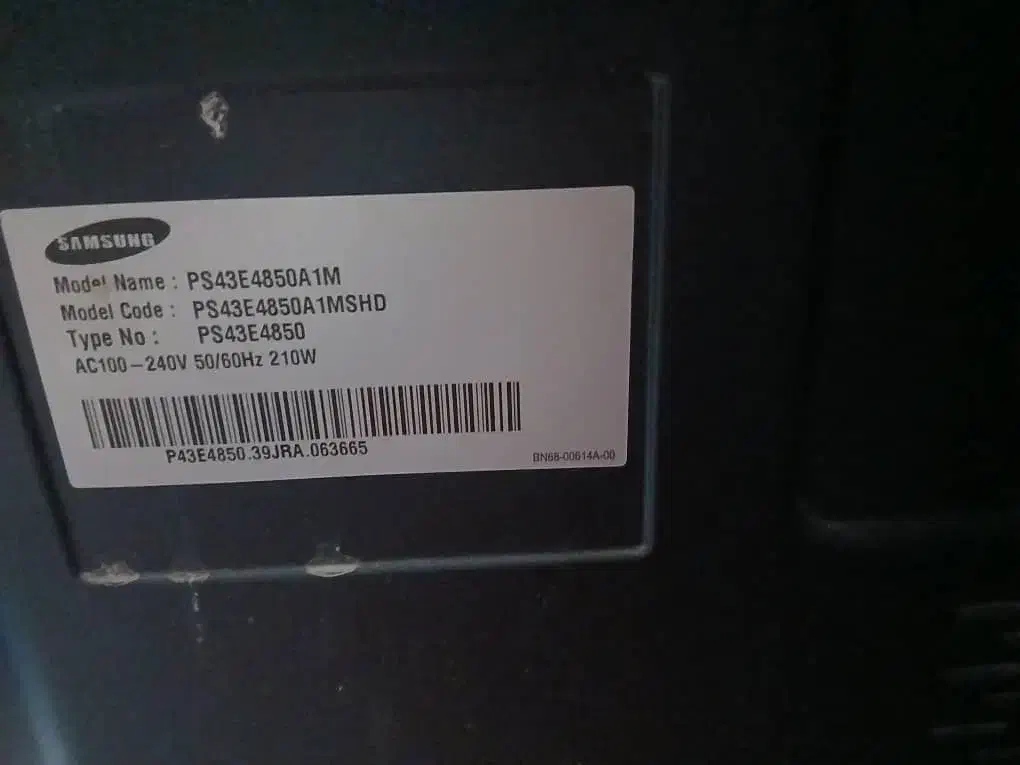 SAMSUNG
Model Name : PS43E4850A1M
Model Code : PS43E4850A1MSHD
Type No : PS43E4850
AC100-240V 50/60Hz 210W
P43E4850.39JRA.063665
BN68-00614A-00